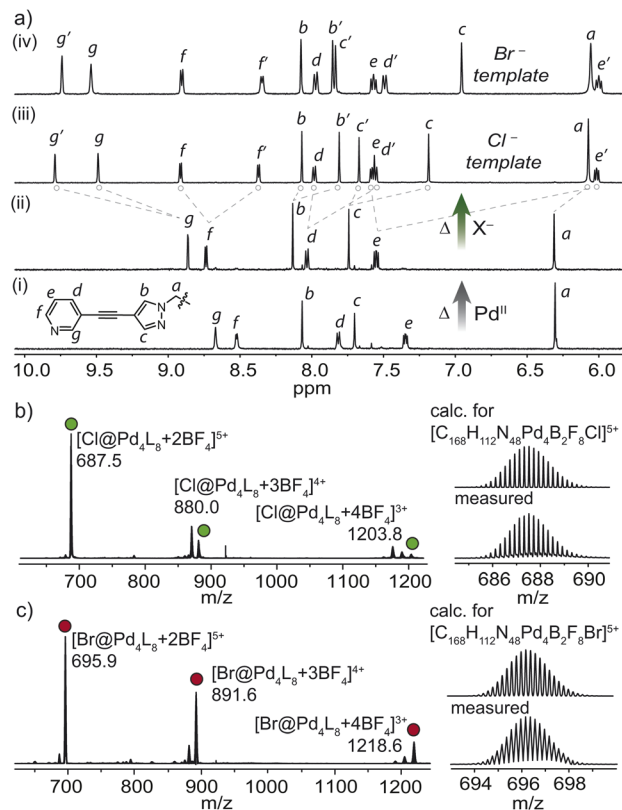 a)
(iv)
g′ g f f′ b d b′ c′ e d′ c a e′
Br⁻
template
(iii)
g′ g f f′ b d b′ c′ e d′ c a e′
Cl⁻
template
(ii)
g f b d c e a
Δ X⁻
(i)
e d b a
f N g c N N
g f b d c e a
Δ Pdᴵᴵ
10.0 9.5 9.0 8.5 8.0 7.5 7.0 6.5 6.0
ppm
b)
[Cl@Pd₄L₈+2BF₄]⁵⁺
687.5
[Cl@Pd₄L₈+3BF₄]⁴⁺
880.0
[Cl@Pd₄L₈+4BF₄]³⁺
1203.8
700 800 900 1000 1100 1200
m/z
calc. for
[C₁₆₈H₁₁₂N₄₈Pd₄B₂F₈Cl]⁵⁺
measured
686 688 690
m/z
c)
[Br@Pd₄L₈+2BF₄]⁵⁺
695.9
[Br@Pd₄L₈+3BF₄]⁴⁺
891.6
[Br@Pd₄L₈+4BF₄]³⁺
1218.6
700 800 900 1000 1100 1200
m/z
calc. for
[C₁₆₈H₁₁₂N₄₈Pd₄B₂F₈Br]⁵⁺
measured
694 696 698
m/z